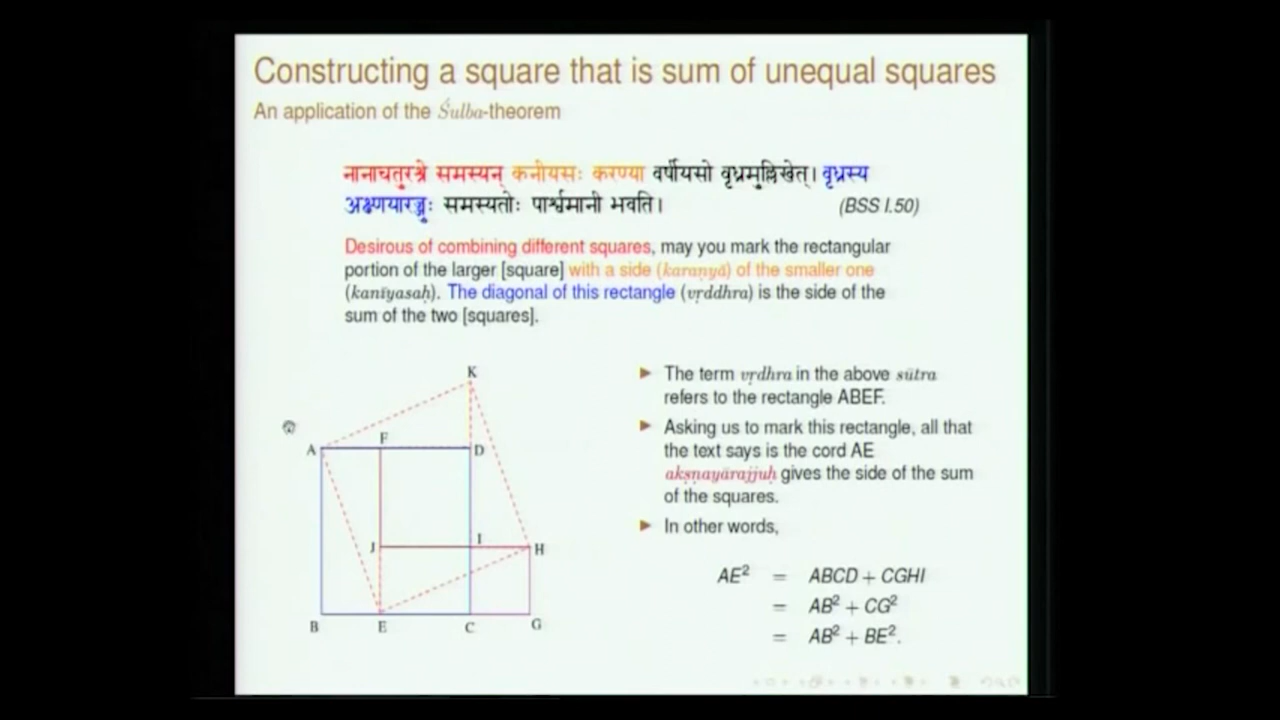 Constructing a square that is sum of unequal squares
An application of the Śulba-theorem
नानाचतुरश्रे समस्यन् कनीयसः करण्या वर्षीयसो वृध्रमुल्लिखेत्। वृध्रस्य
अक्ष्णयारज्जुः समस्यतोः पार्श्वमानी भवति।
(BSS I.50)
Desirous of combining different squares, may you mark the rectangular
portion of the larger [square] with a side (karaṇyā) of the smaller one
(kanīyasaḥ). The diagonal of this rectangle (vṛddhra) is the side of the
sum of the two [squares].
K
A
F
D
J
I
H
B
E
C
G
▶ The term vṛdhra in the above sūtra
refers to the rectangle ABEF.
▶ Asking us to mark this rectangle, all that
the text says is the cord AE
akṣṇayārajjuḥ gives the side of the sum
of the squares.
▶ In other words,
AE² = ABCD + CGHI
= AB² + CG²
= AB² + BE².